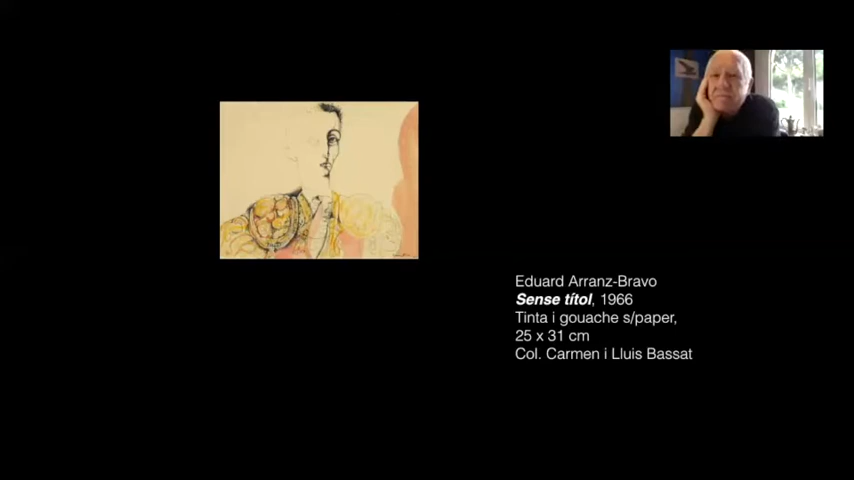 Eduard Arranz-Bravo
Sense títol, 1966
Tinta i gouache s/paper,
25 x 31 cm
Col. Carmen i Lluis Bassat